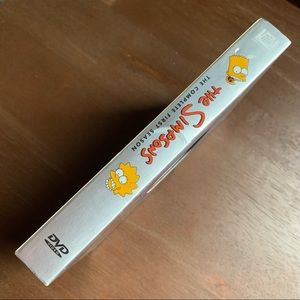 The Simpsons
THE COMPLETE FIRST SEASON
DVD